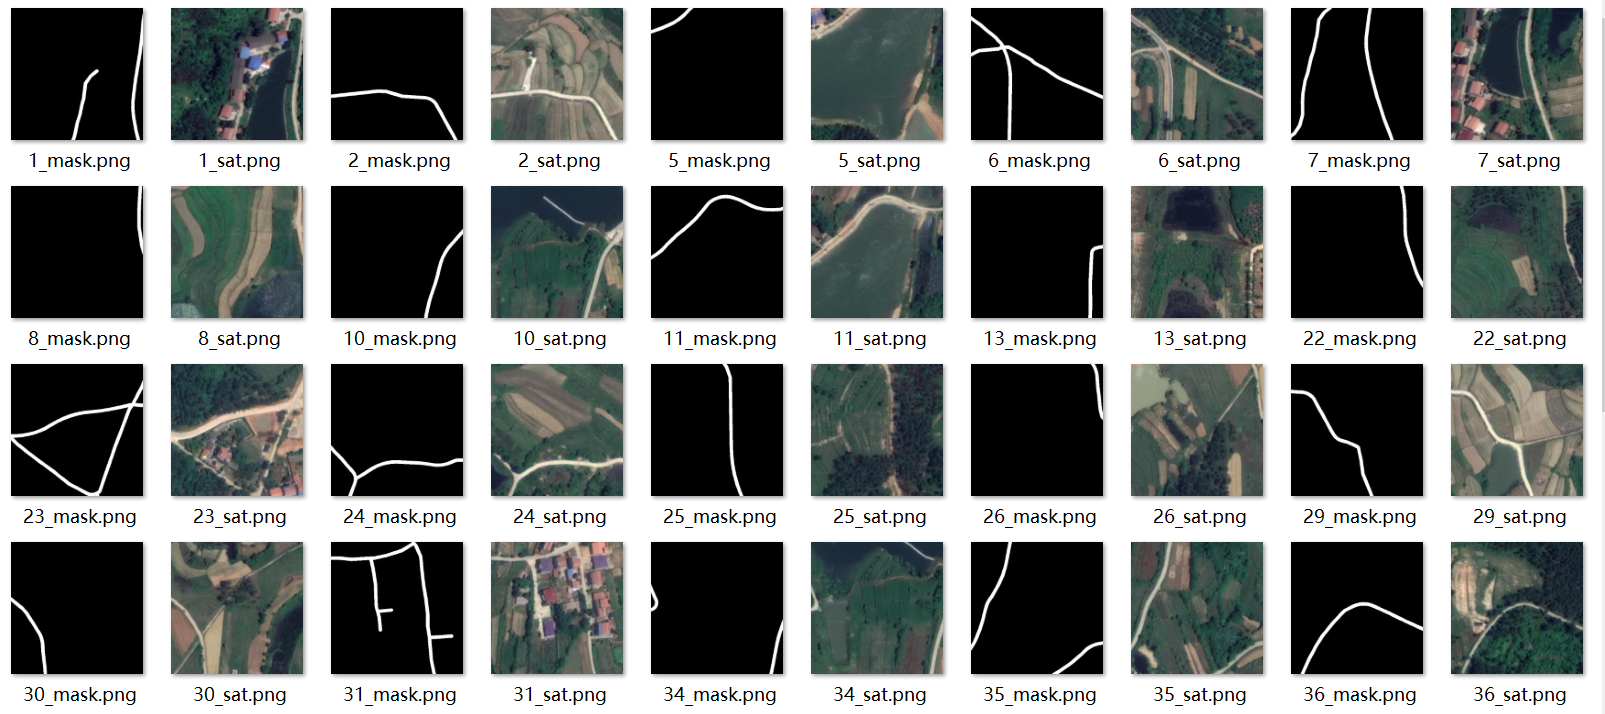 1_mask.png 1_sat.png 2_mask.png 2_sat.png 5_mask.png 5_sat.png 6_mask.png 6_sat.png 7_mask.png 7_sat.png
8_mask.png 8_sat.png 10_mask.png 10_sat.png 11_mask.png 11_sat.png 13_mask.png 13_sat.png 22_mask.png 22_sat.png
23_mask.png 23_sat.png 24_mask.png 24_sat.png 25_mask.png 25_sat.png 26_mask.png 26_sat.png 29_mask.png 29_sat.png
30_mask.png 30_sat.png 31_mask.png 31_sat.png 34_mask.png 34_sat.png 35_mask.png 35_sat.png 36_mask.png 36_sat.png